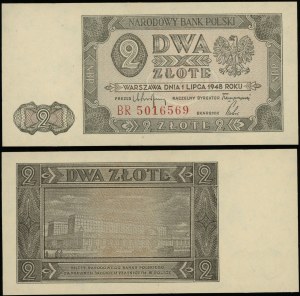 NARODOWY BANK POLSKI
2 DWA
ZŁOTE
WARSZAWA DNIA 1 LIPCA 1948 ROKU
PREZES NACZELNY DYREKTOR
BR 5016569 SKARBNIK
2 ZŁOTE 2
DWA ZŁOTE
2 2